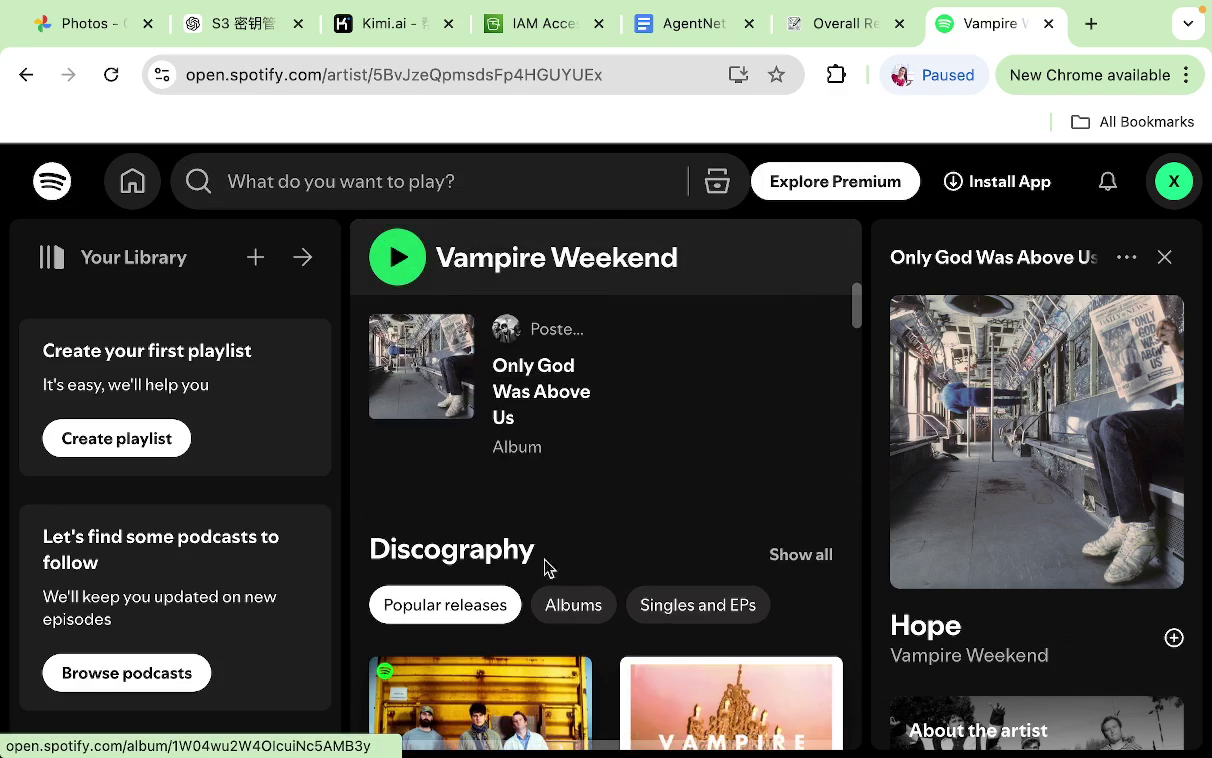 Photos -
S3 密钥管
Kimi.ai -
IAM Acce
AgentNet
Overall Re
Vampire W
open.spotify.com/artist/5BvJzeQpmsdsFp4HGUYUEx
Paused
New Chrome available
All Bookmarks
What do you want to play?
Explore Premium
Install App
X
Your Library
Vampire Weekend
Only God Was Above Us
Create your first playlist
It's easy, we'll help you
Create playlist
Poste...
Only God
Was Above
Us
Album
Let's find some podcasts to
follow
We'll keep you updated on new
episodes
Browse podcasts
Discography
Show all
Popular releases
Albums
Singles and EPs
VAMPIRE
ONLY
GOD
WAS
ABOVE
US
Hope
Vampire Weekend
About the artist
open.spotify.com/album/1W04wu2W4OlcuiNc5AMB3y